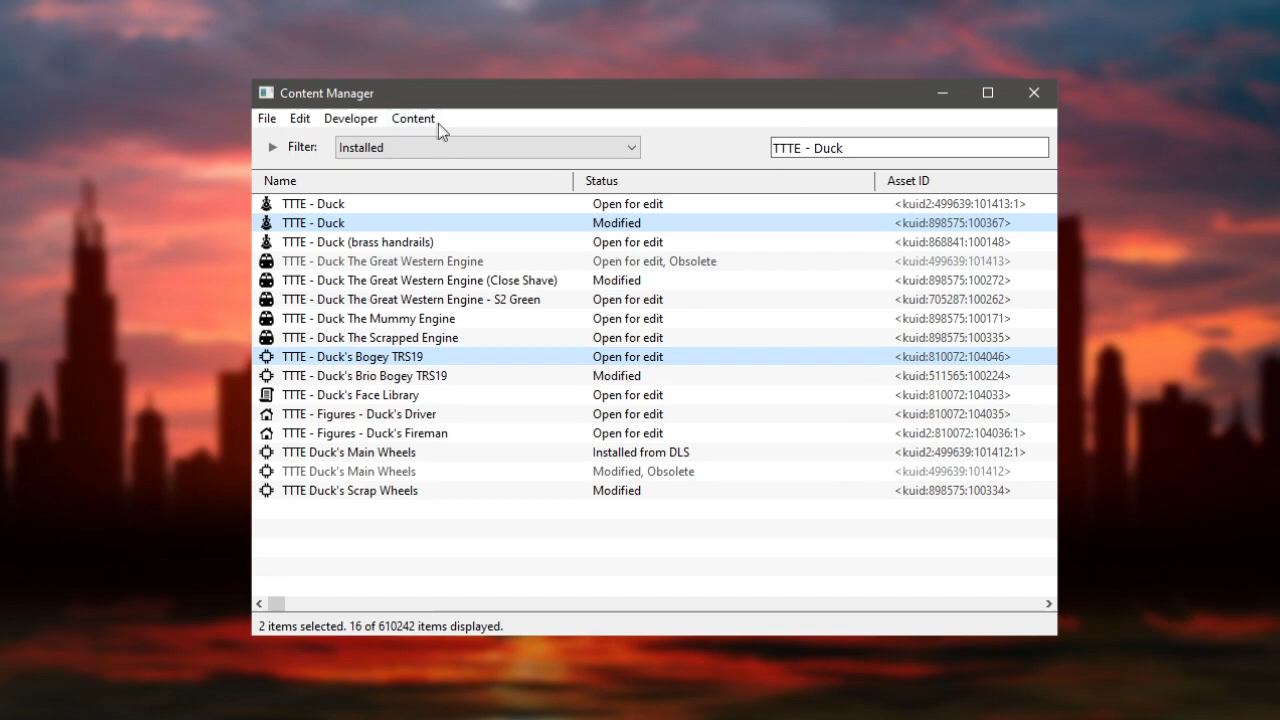 Content Manager
File Edit Developer Content
Filter: Installed TTTE - Duck
Name Status Asset ID
TTTE - Duck Open for edit <kuid2:499639:101413:1>
TTTE - Duck Modified <kuid:898575:100367>
TTTE - Duck (brass handrails) Open for edit <kuid:868841:100148>
TTTE - Duck The Great Western Engine Open for edit, Obsolete <kuid:499639:101413>
TTTE - Duck The Great Western Engine (Close Shave) Modified <kuid:898575:100272>
TTTE - Duck The Great Western Engine - S2 Green Open for edit <kuid:705287:100262>
TTTE - Duck The Mummy Engine Open for edit <kuid:898575:100171>
TTTE - Duck The Scrapped Engine Open for edit <kuid:898575:100335>
TTTE - Duck's Bogey TRS19 Open for edit <kuid:810072:104046>
TTTE - Duck's Brio Bogey TRS19 Modified <kuid:511565:100224>
TTTE - Duck's Face Library Open for edit <kuid:810072:104033>
TTTE - Figures - Duck's Driver Open for edit <kuid:810072:104035>
TTTE - Figures - Duck's Fireman Open for edit <kuid2:810072:104036:1>
TTTE Duck's Main Wheels Installed from DLS <kuid2:499639:101412:1>
TTTE Duck's Main Wheels Modified, Obsolete <kuid:499639:101412>
TTTE Duck's Scrap Wheels Modified <kuid:898575:100334>
2 items selected. 16 of 610242 items displayed.